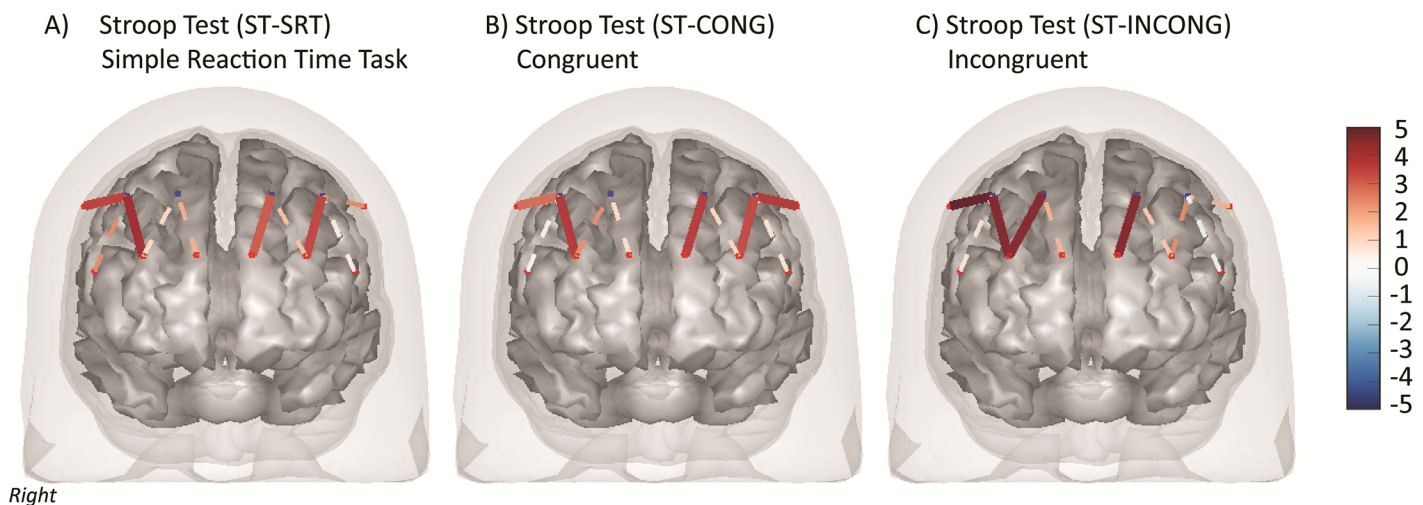 A) Stroop Test (ST-SRT)
Simple Reaction Time Task
B) Stroop Test (ST-CONG)
Congruent
C) Stroop Test (ST-INCONG)
Incongruent
5
4
3
2
1
0
-1
-2
-3
-4
-5
Right